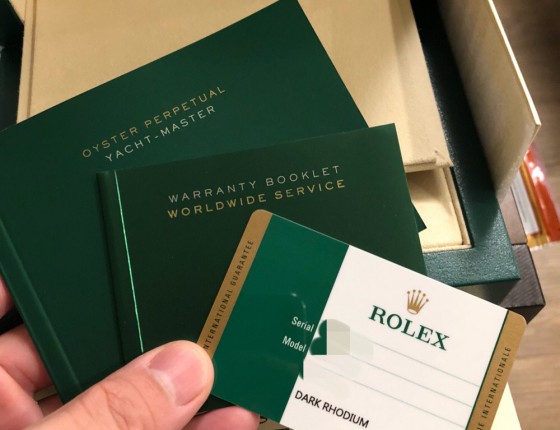 OYSTER PERPETUAL
YACHT-MASTER
WARRANTY BOOKLET
WORLDWIDE SERVICE
INTERNATIONAL GUARANTEE
ROLEX
Serial
Model
DARK RHODIUM
INTERNATIONALE